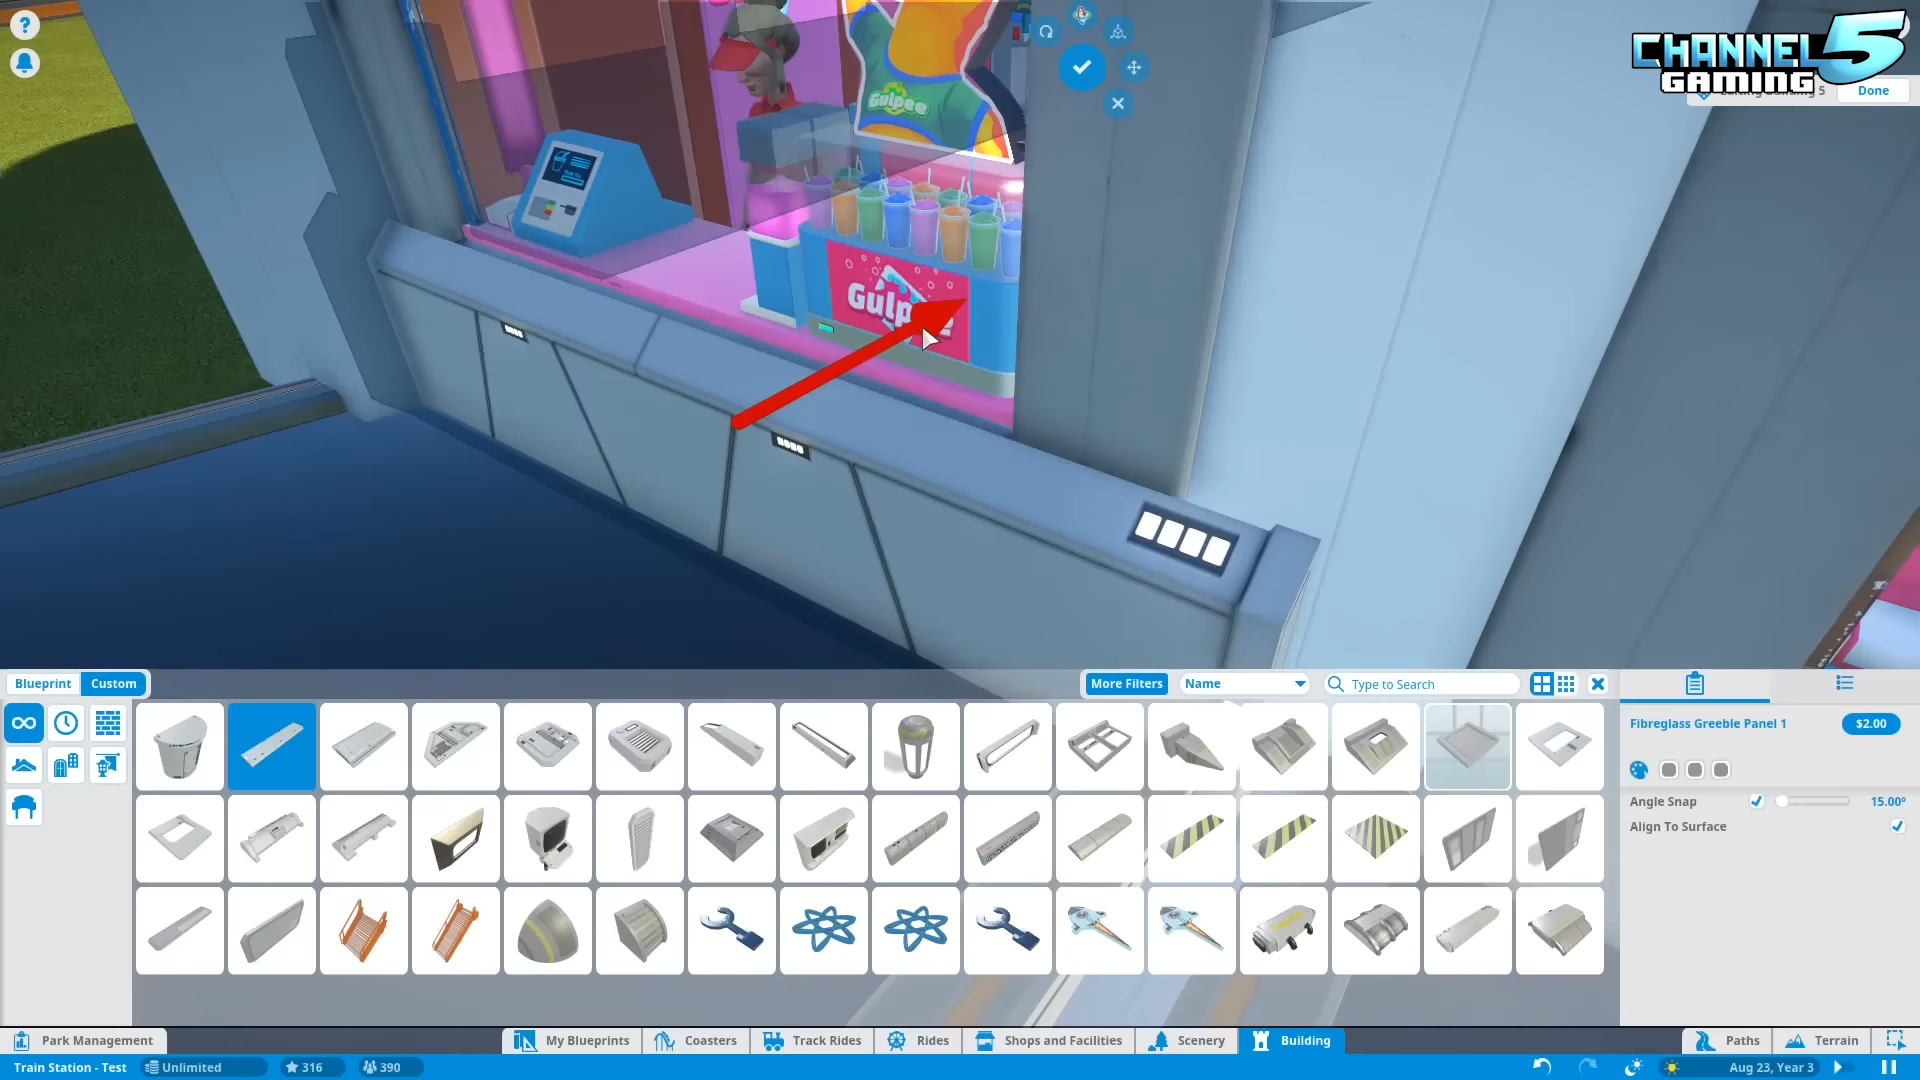 CHANNEL 5
GAMING
5
Done
Gulpee
Blueprint
Custom
More Filters
Name
Type to Search
Fibreglass Greeble Panel 1
$2.00
Angle Snap
15.00°
Align To Surface
Park Management
My Blueprints
Coasters
Track Rides
Rides
Shops and Facilities
Scenery
Building
Paths
Terrain
Train Station - Test
Unlimited
316
390
Aug 23, Year 3